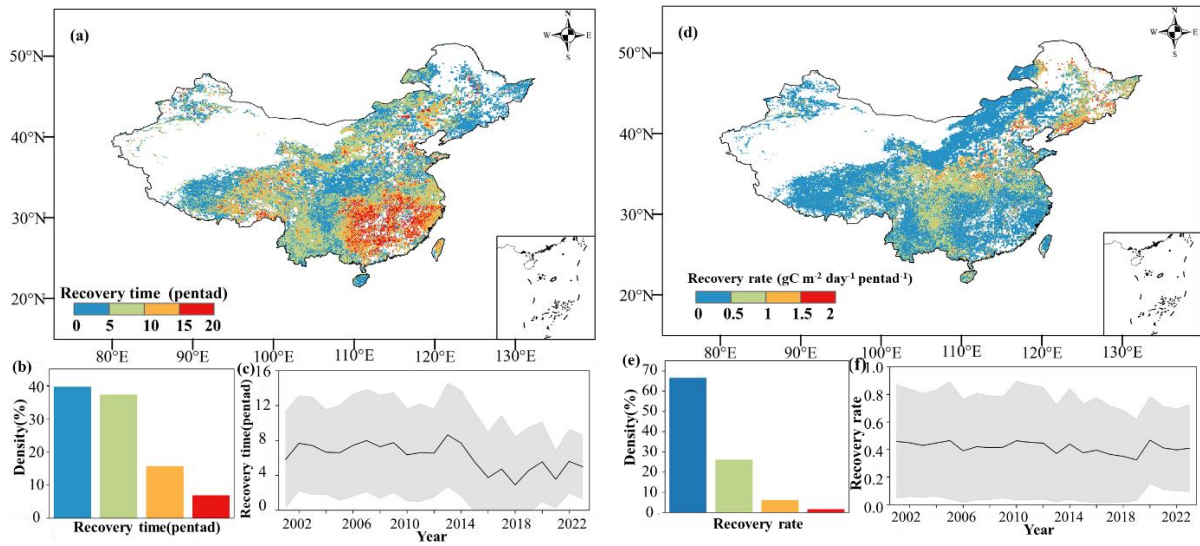 (a)
N
W E
S
50°N
40°N
30°N
20°N
Recovery time (pentad)
0 5 10 15 20
80°E 90°E 100°E 110°E 120°E 130°E
(b)
Density(%)
40
30
20
10
0
Recovery time(pentad)
(c)
Recovery time(pentad)
16
12
8
4
0
2002 2006 2010 2014 2018 2022
Year
(d)
N
W E
S
50°N
40°N
30°N
20°N
Recovery rate (gC m⁻² day⁻¹ pentad⁻¹)
0 0.5 1 1.5 2
80°E 90°E 100°E 110°E 120°E 130°E
(e)
Density(%)
70
60
50
40
30
20
10
0
Recovery rate
(f)
Recovery rate
1.0
0.8
0.6
0.4
0.2
0.0
2002 2006 2010 2014 2018 2022
Year